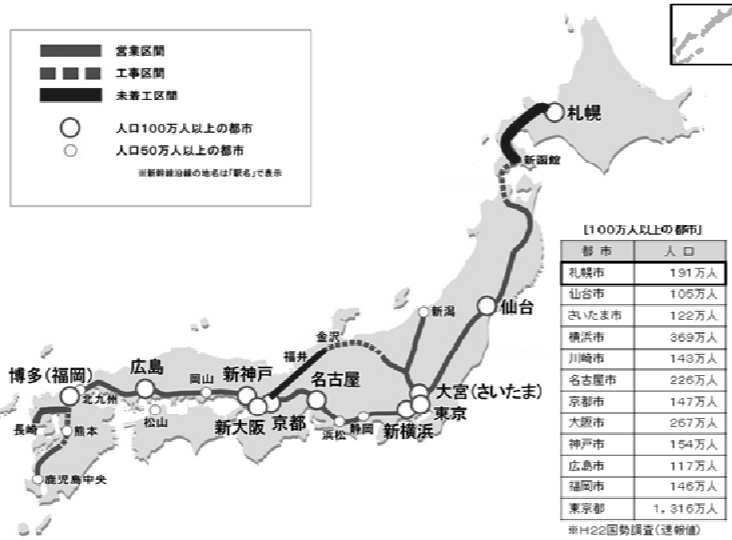 営業区間
工事区間
未着工区間
人口100万人以上の都市
人口50万人以上の都市
※新幹線沿線の地名は「駅名」で表示
札幌
新函館
仙台
新潟
金沢
福井
大宮(さいたま)
東京
新横浜
静岡
浜松
名古屋
京都
新大阪
新神戸
岡山
広島
松山
博多(福岡)
北九州
長崎
熊本
鹿児島中央
[100万人以上の都市]
都市 人口
札幌市 191万人
仙台市 105万人
さいたま市 122万人
横浜市 369万人
川崎市 143万人
名古屋市 226万人
京都市 147万人
大阪市 267万人
神戸市 154万人
広島市 117万人
福岡市 146万人
東京都 1,316万人
※H22国勢調査(速報値)